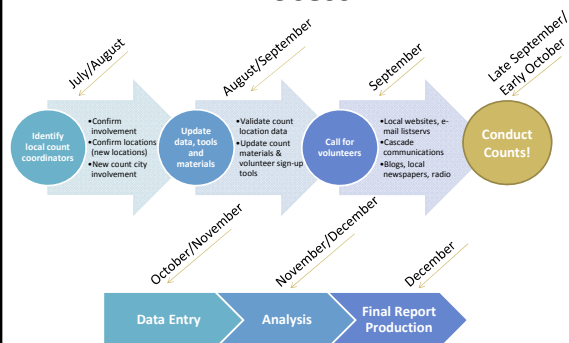 July/August
August/September
September
Late September/
Early October
Identify
local count
coordinators
•Confirm
involvement
•Confirm locations
(new locations)
•New count city
involvement
Update
data, tools
and
materials
•Validate count
location data
•Update count
materials &
volunteer sign-up
tools
Call for
volunteers
•Local websites, e-
mail listservs
•Cascade
communications
•Blogs, local
newspapers, radio
Conduct
Counts!
October/November
November/December
December
Data Entry
Analysis
Final Report
Production